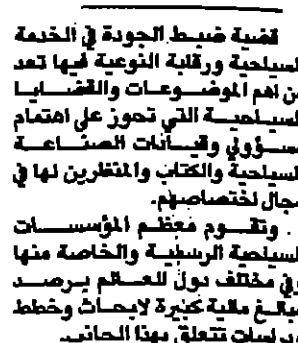 قضية ضبط الجودة في الخدمة
السياحية ورقابة النوعية فيها تعد
من اهم الموضوعات والقضايا
السياحية التي تحوز على اهتمام
مسؤولي وقيادات الصناعة
السياحية والكتاب والمنظرين لها في
مجال اختصاصهم.
وتقوم معظم المؤسسات
السياحية الرسمية والخاصة منها
وفي مختلف دول العالم برصد
مبالغ مالية كبيرة لابحاث وخطط
ودراسات تتعلق بهذا الجانب.